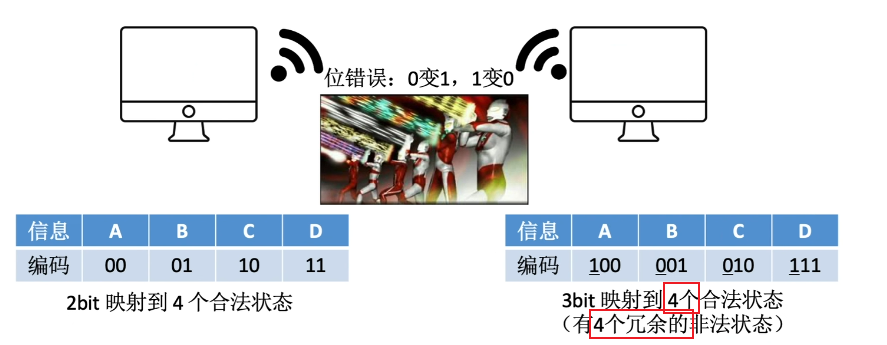 位错误：0变1，1变0
信息 A B C D
编码 00 01 10 11
2bit 映射到 4 个合法状态
信息 A B C D
编码 100 001 010 111
3bit 映射到 4个合法状态
（有4个冗余的非法状态）